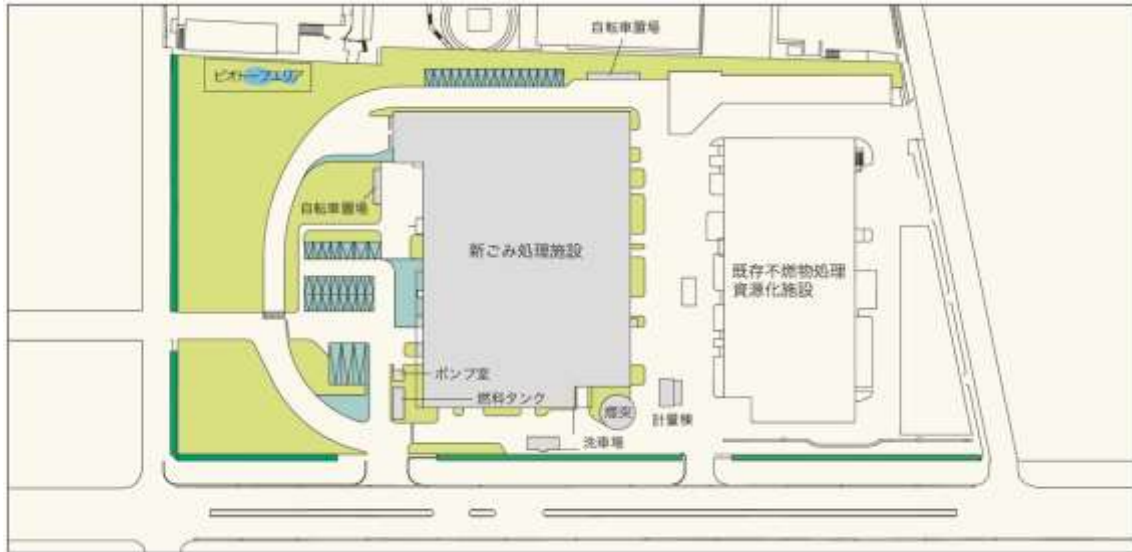 自転車置場
ビオトープエリア
自転車置場
新ごみ処理施設
既存不燃物処理
資源化施設
ポンプ室
燃料タンク
煙突
計量棟
洗車場